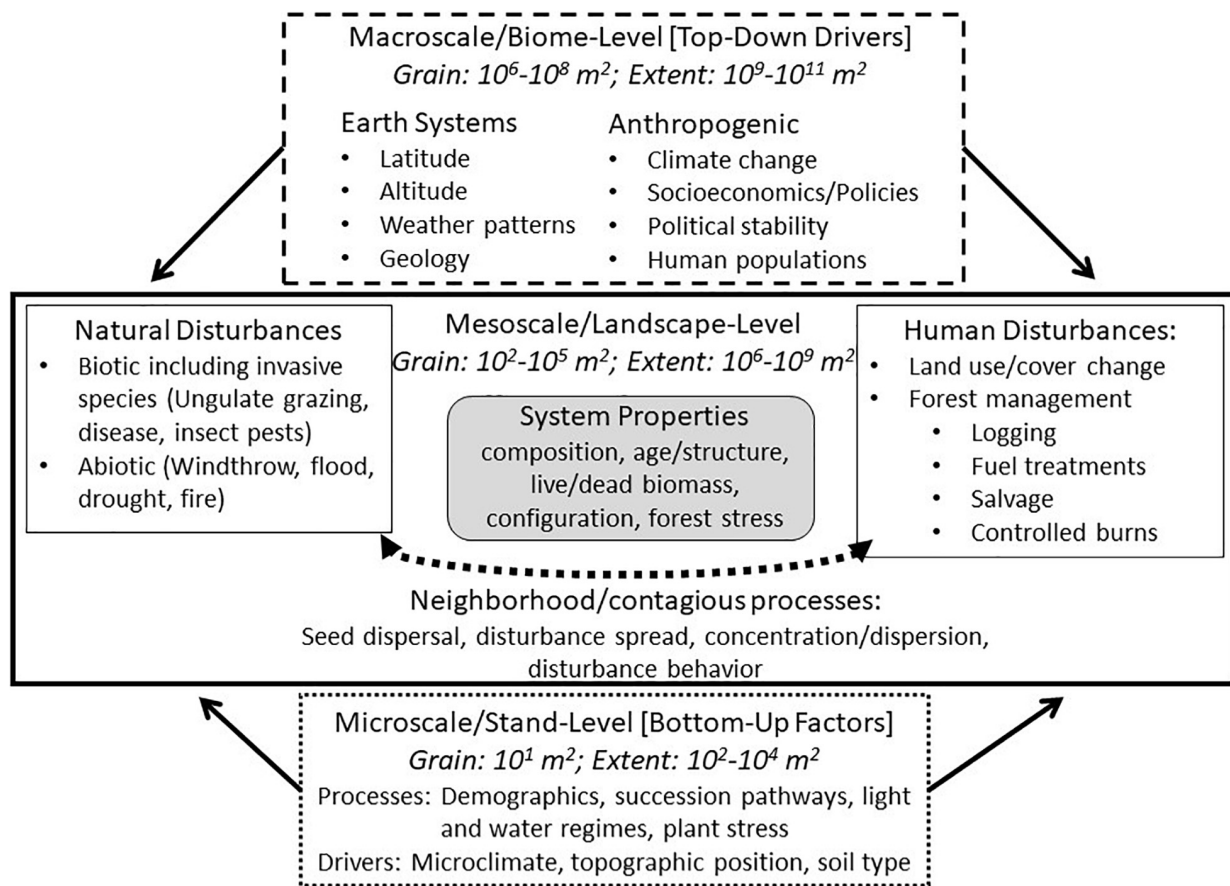 Macroscale/Biome-Level [Top-Down Drivers]
Grain: 10⁶-10⁸ m²; Extent: 10⁹-10¹¹ m²
Earth Systems
• Latitude
• Altitude
• Weather patterns
• Geology
Anthropogenic
• Climate change
• Socioeconomics/Policies
• Political stability
• Human populations
Natural Disturbances
• Biotic including invasive
species (Ungulate grazing,
disease, insect pests)
• Abiotic (Windthrow, flood,
drought, fire)
Mesoscale/Landscape-Level
Grain: 10²-10⁵ m²; Extent: 10⁶-10⁹ m²
System Properties
composition, age/structure,
live/dead biomass,
configuration, forest stress
Human Disturbances:
• Land use/cover change
• Forest management
• Logging
• Fuel treatments
• Salvage
• Controlled burns
Neighborhood/contagious processes:
Seed dispersal, disturbance spread, concentration/dispersion,
disturbance behavior
Microscale/Stand-Level [Bottom-Up Factors]
Grain: 10¹ m²; Extent: 10²-10⁴ m²
Processes: Demographics, succession pathways, light
and water regimes, plant stress
Drivers: Microclimate, topographic position, soil type